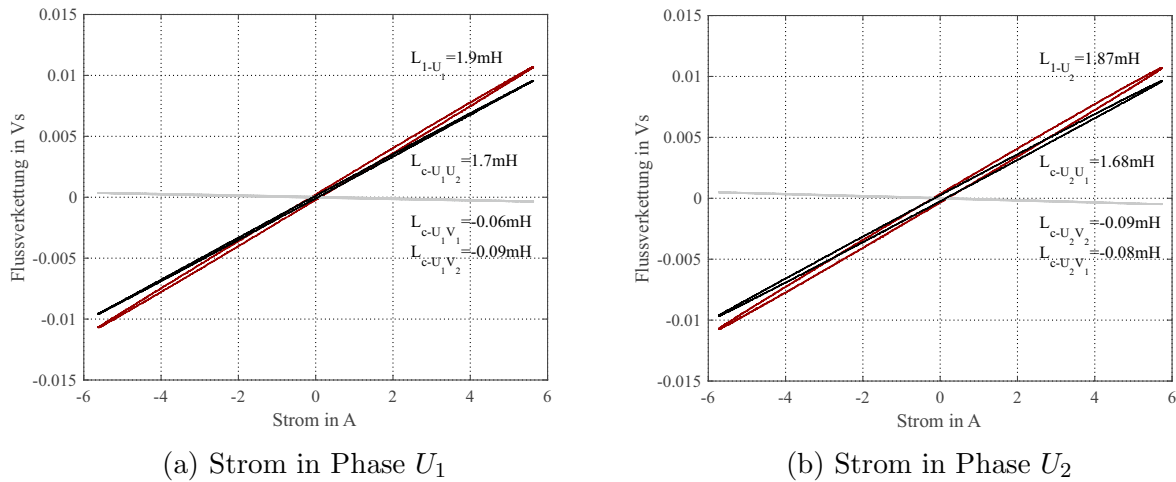 0.015
0.01
0.005
0
-0.005
-0.01
-0.015
Flussverkettung in Vs
-6 -4 -2 0 2 4 6
Strom in A
L1-U1=1.9mH
Lc-U1U2=1.7mH
Lc-U1V1=-0.06mH
Lc-U1V2=-0.09mH
(a) Strom in Phase U1
0.015
0.01
0.005
0
-0.005
-0.01
-0.015
Flussverkettung in Vs
-6 -4 -2 0 2 4 6
Strom in A
L1-U2=1.87mH
Lc-U2U1=1.68mH
Lc-U2V2=-0.09mH
Lc-U2V1=-0.08mH
(b) Strom in Phase U2